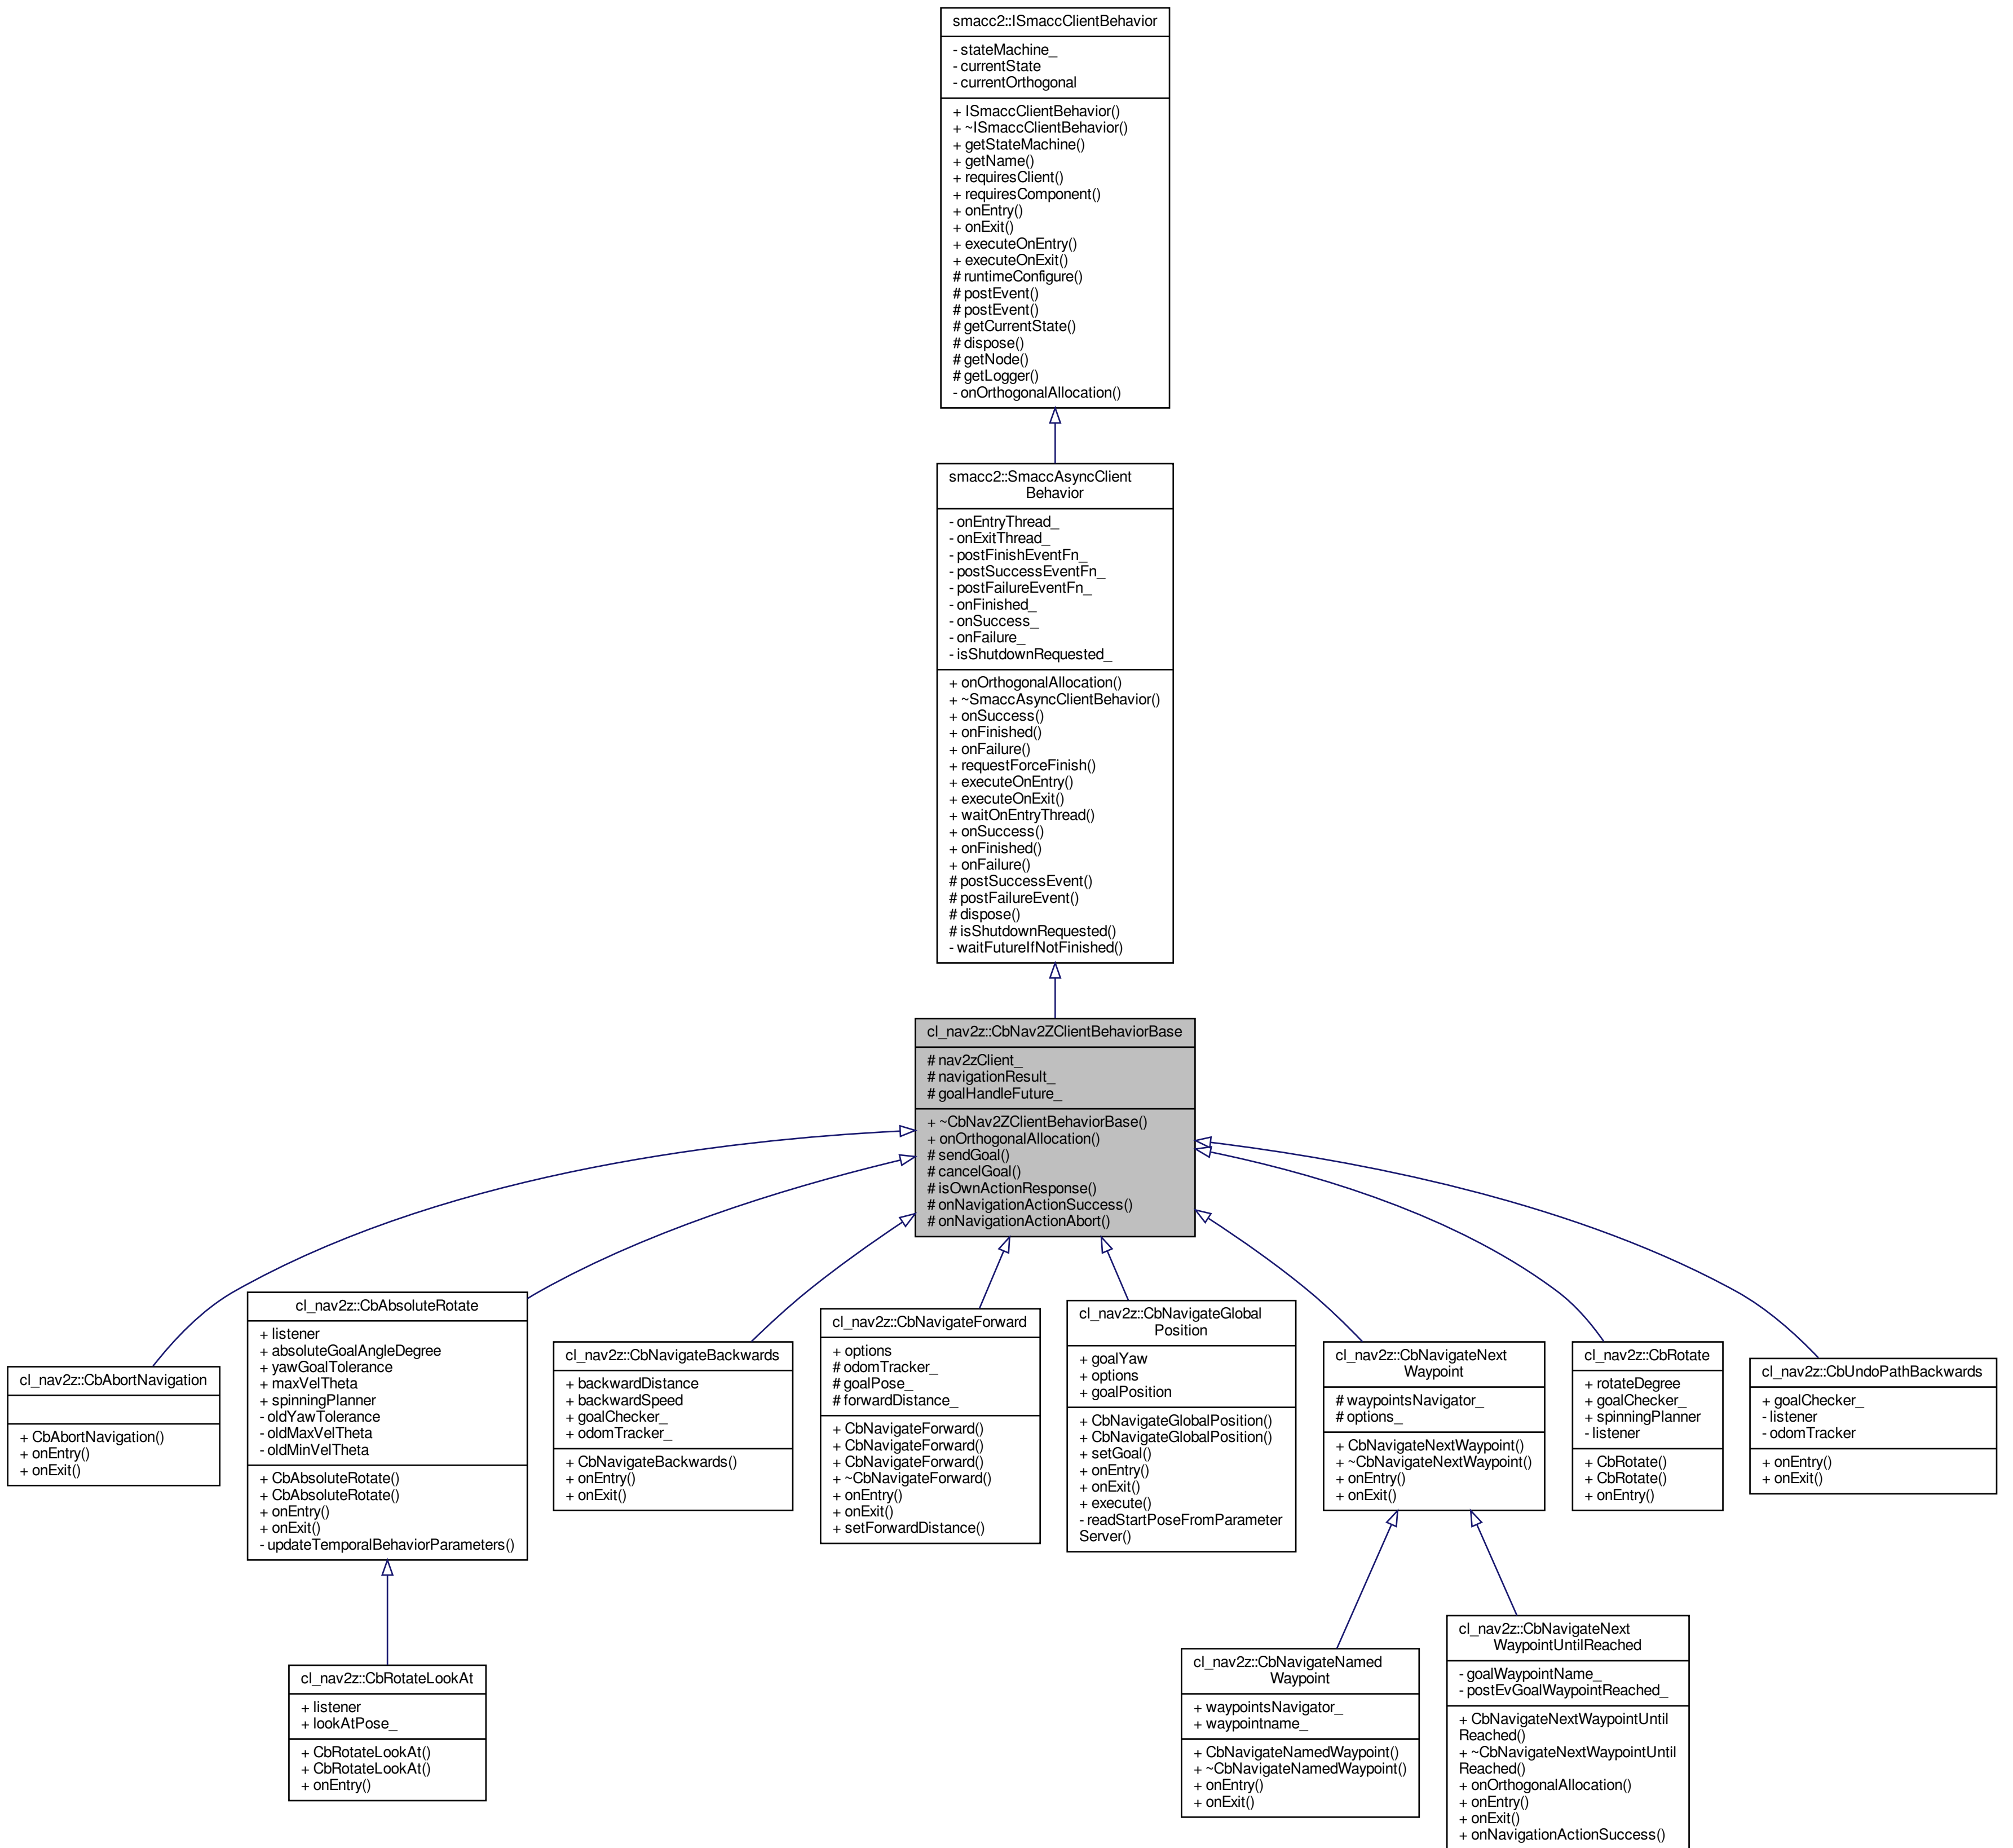 smacc2::ISmaccClientBehavior
- stateMachine_
- currentState
- currentOrthogonal
+ ISmaccClientBehavior()
+ ~ISmaccClientBehavior()
+ getStateMachine()
+ getName()
+ requiresClient()
+ requiresComponent()
+ onEntry()
+ onExit()
+ executeOnEntry()
+ executeOnExit()
# runtimeConfigure()
# postEvent()
# postEvent()
# getCurrentState()
# dispose()
# getNode()
# getLogger()
- onOrthogonalAllocation()
smacc2::SmaccAsyncClient
Behavior
- onEntryThread_
- onExitThread_
- postFinishEventFn_
- postSuccessEventFn_
- postFailureEventFn_
- onFinished_
- onSuccess_
- onFailure_
- isShutdownRequested_
+ onOrthogonalAllocation()
+ ~SmaccAsyncClientBehavior()
+ onSuccess()
+ onFinished()
+ onFailure()
+ requestForceFinish()
+ executeOnEntry()
+ executeOnExit()
+ waitOnEntryThread()
+ onSuccess()
+ onFinished()
+ onFailure()
# postSuccessEvent()
# postFailureEvent()
# dispose()
# isShutdownRequested()
- waitFutureIfNotFinished()
cl_nav2z::CbNav2ZClientBehaviorBase
# nav2zClient_
# navigationResult_
# goalHandleFuture_
+ ~CbNav2ZClientBehaviorBase()
+ onOrthogonalAllocation()
# sendGoal()
# cancelGoal()
# isOwnActionResponse()
# onNavigationActionSuccess()
# onNavigationActionAbort()
cl_nav2z::CbAbortNavigation
+ CbAbortNavigation()
+ onEntry()
+ onExit()
cl_nav2z::CbAbsoluteRotate
+ listener
+ absoluteGoalAngleDegree
+ yawGoalTolerance
+ maxVelTheta
+ spinningPlanner
- oldYawTolerance
- oldMaxVelTheta
- oldMinVelTheta
+ CbAbsoluteRotate()
+ CbAbsoluteRotate()
+ onEntry()
+ onExit()
- updateTemporalBehaviorParameters()
cl_nav2z::CbNavigateBackwards
+ backwardDistance
+ backwardSpeed
+ goalChecker_
+ odomTracker_
+ CbNavigateBackwards()
+ onEntry()
+ onExit()
cl_nav2z::CbNavigateForward
+ options
# odomTracker_
# goalPose_
# forwardDistance_
+ CbNavigateForward()
+ CbNavigateForward()
+ CbNavigateForward()
+ ~CbNavigateForward()
+ onEntry()
+ onExit()
+ setForwardDistance()
cl_nav2z::CbNavigateGlobal
Position
+ goalYaw
+ options
+ goalPosition
+ CbNavigateGlobalPosition()
+ CbNavigateGlobalPosition()
+ setGoal()
+ onEntry()
+ onExit()
+ execute()
- readStartPoseFromParameter
Server()
cl_nav2z::CbNavigateNext
Waypoint
# waypointsNavigator_
# options_
+ CbNavigateNextWaypoint()
+ ~CbNavigateNextWaypoint()
+ onEntry()
+ onExit()
cl_nav2z::CbRotate
+ rotateDegree
+ goalChecker_
+ spinningPlanner
- listener
+ CbRotate()
+ CbRotate()
+ onEntry()
cl_nav2z::CbUndoPathBackwards
+ goalChecker_
- listener
- odomTracker
+ onEntry()
+ onExit()
cl_nav2z::CbRotateLookAt
+ listener
+ lookAtPose_
+ CbRotateLookAt()
+ CbRotateLookAt()
+ onEntry()
cl_nav2z::CbNavigateNamed
Waypoint
+ waypointsNavigator_
+ waypointname_
+ CbNavigateNamedWaypoint()
+ ~CbNavigateNamedWaypoint()
+ onEntry()
+ onExit()
cl_nav2z::CbNavigateNext
WaypointUntilReached
- goalWaypointName_
- postEvGoalWaypointReached_
+ CbNavigateNextWaypointUntil
Reached()
+ ~CbNavigateNextWaypointUntil
Reached()
+ onOrthogonalAllocation()
+ onEntry()
+ onExit()
+ onNavigationActionSuccess()